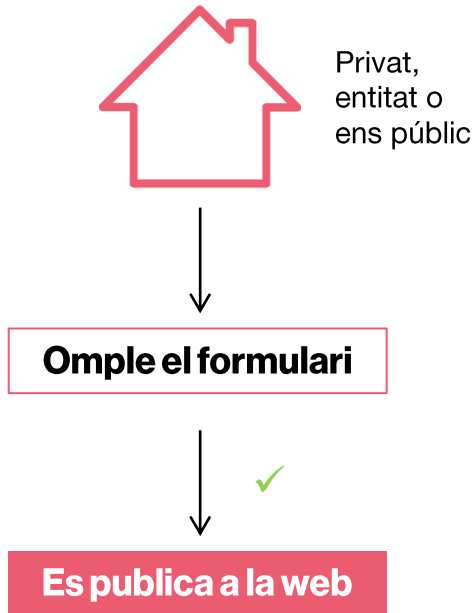 Privat,
entitat o
ens públic
Omple el formulari
Es publica a la web